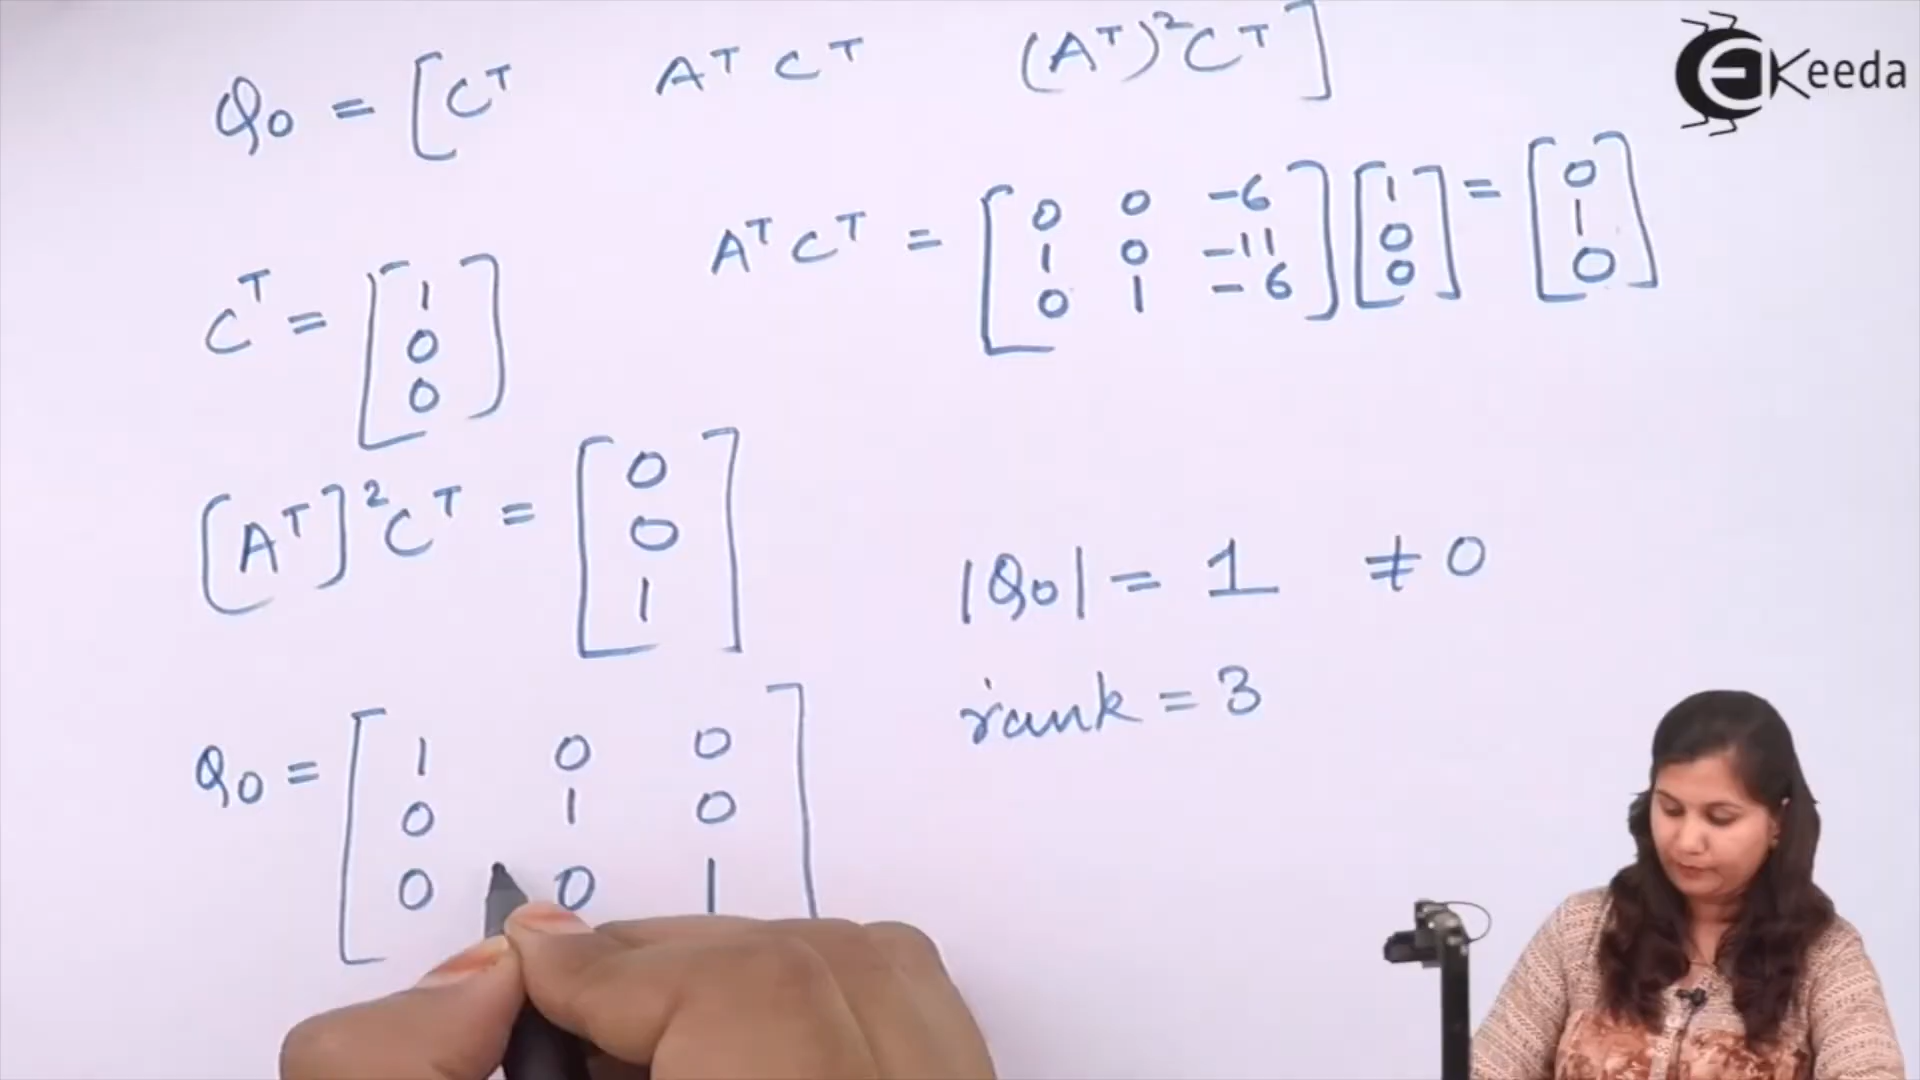 Q0 = [ C^T A^T C^T (A^T)^2 C^T ]
A^T C^T = [ 0 0 -6 ] [ 1 ] = [ 0 ]
[ 1 0 -11 ] [ 0 ] [ 1 ]
[ 0 1 -6 ] [ 0 ] [ 0 ]
C^T = [ 1 ]
[ 0 ]
[ 0 ]
[A^T]^2 C^T = [ 0 ]
[ 0 ]
[ 1 ]
|Q0| = 1 ≠ 0
rank = 3
Q0 = [ 1 0 0 ]
[ 0 1 0 ]
[ 0 0 1 ]
EKeeda